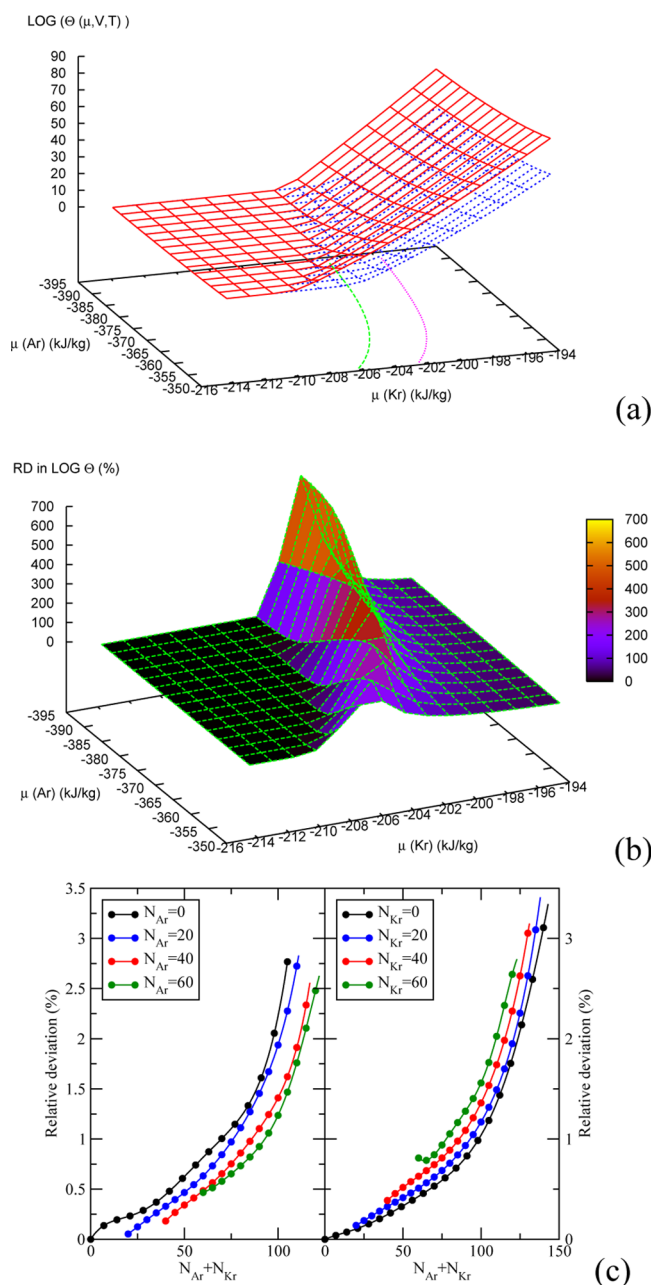 LOG (Θ (μ,V,T) )
90
80
70
60
50
40
30
20
10
0
-395
-390
-385
-380
-375
-370
-365
-360
-355
-350
μ (Ar) (kJ/kg)
-216 -214 -212 -210 -208 -206 -204 -202 -200 -198 -196 -194
μ (Kr) (kJ/kg)
(a)
RD in LOG Θ (%)
700
600
500
400
300
200
100
0
-395
-390
-385
-380
-375
-370
-365
-360
-355
-350
μ (Ar) (kJ/kg)
-216 -214 -212 -210 -208 -206 -204 -202 -200 -198 -196 -194
μ (Kr) (kJ/kg)
700
600
500
400
300
200
100
0
(b)
3.5
3
2.5
2
1.5
1
0.5
0
Relative deviation (%)
N_Ar=0
N_Ar=20
N_Ar=40
N_Ar=60
0 50 100
N_Ar+N_Kr
N_Kr=0
N_Kr=20
N_Kr=40
N_Kr=60
0 50 100 150
N_Ar+N_Kr
3
2
1
0
Relative deviation (%)
(c)